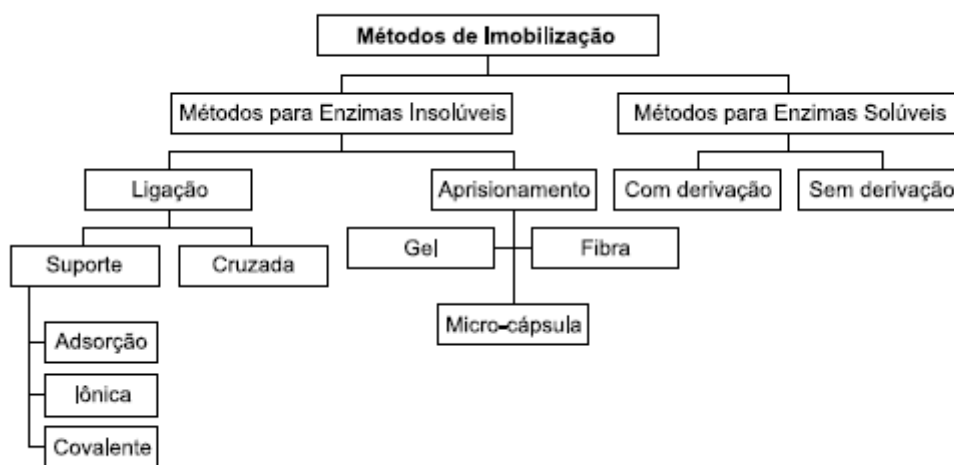 Métodos de Imobilização
Métodos para Enzimas Insolúveis
Métodos para Enzimas Solúveis
Ligação
Aprisionamento
Com derivação
Sem derivação
Suporte
Cruzada
Gel
Fibra
Micro-cápsula
Adsorção
Iônica
Covalente